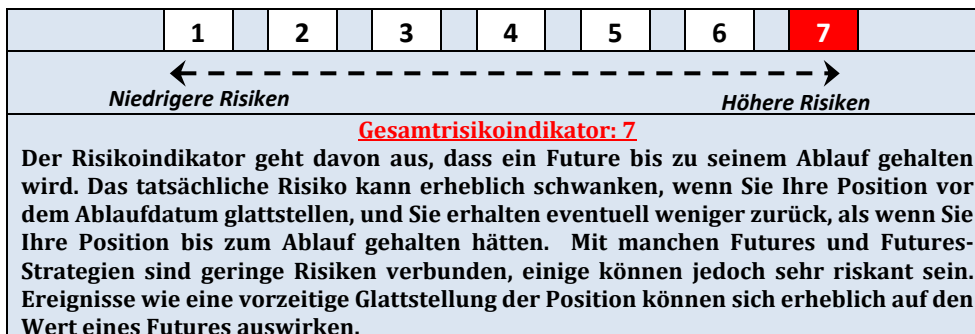 1 2 3 4 5 6 7
Niedrigere Risiken Höhere Risiken
Gesamtrisikoindikator: 7
Der Risikoindikator geht davon aus, dass ein Future bis zu seinem Ablauf gehalten
wird. Das tatsächliche Risiko kann erheblich schwanken, wenn Sie Ihre Position vor
dem Ablaufdatum glattstellen, und Sie erhalten eventuell weniger zurück, als wenn Sie
Ihre Position bis zum Ablauf gehalten hätten. Mit manchen Futures und Futures-
Strategien sind geringe Risiken verbunden, einige können jedoch sehr riskant sein.
Ereignisse wie eine vorzeitige Glattstellung der Position können sich erheblich auf den
Wert eines Futures auswirken.